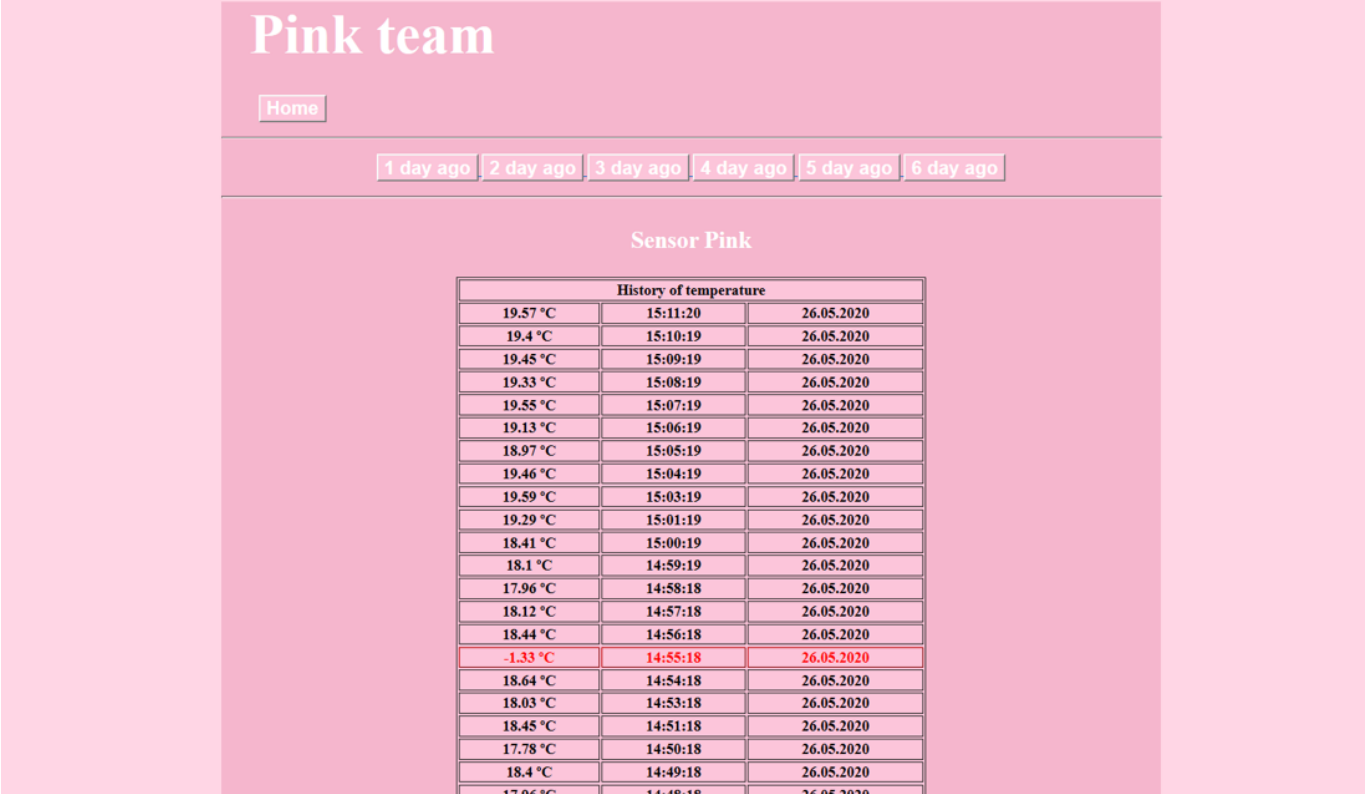 Pink team
Home
1 day ago 2 day ago 3 day ago 4 day ago 5 day ago 6 day ago
Sensor Pink
History of temperature
19.57 °C 15:11:20 26.05.2020
19.4 °C 15:10:19 26.05.2020
19.45 °C 15:09:19 26.05.2020
19.33 °C 15:08:19 26.05.2020
19.55 °C 15:07:19 26.05.2020
19.13 °C 15:06:19 26.05.2020
18.97 °C 15:05:19 26.05.2020
19.46 °C 15:04:19 26.05.2020
19.59 °C 15:03:19 26.05.2020
19.29 °C 15:01:19 26.05.2020
18.41 °C 15:00:19 26.05.2020
18.1 °C 14:59:19 26.05.2020
17.96 °C 14:58:18 26.05.2020
18.12 °C 14:57:18 26.05.2020
18.44 °C 14:56:18 26.05.2020
-1.33 °C 14:55:18 26.05.2020
18.64 °C 14:54:18 26.05.2020
18.03 °C 14:53:18 26.05.2020
18.45 °C 14:51:18 26.05.2020
17.78 °C 14:50:18 26.05.2020
18.4 °C 14:49:18 26.05.2020